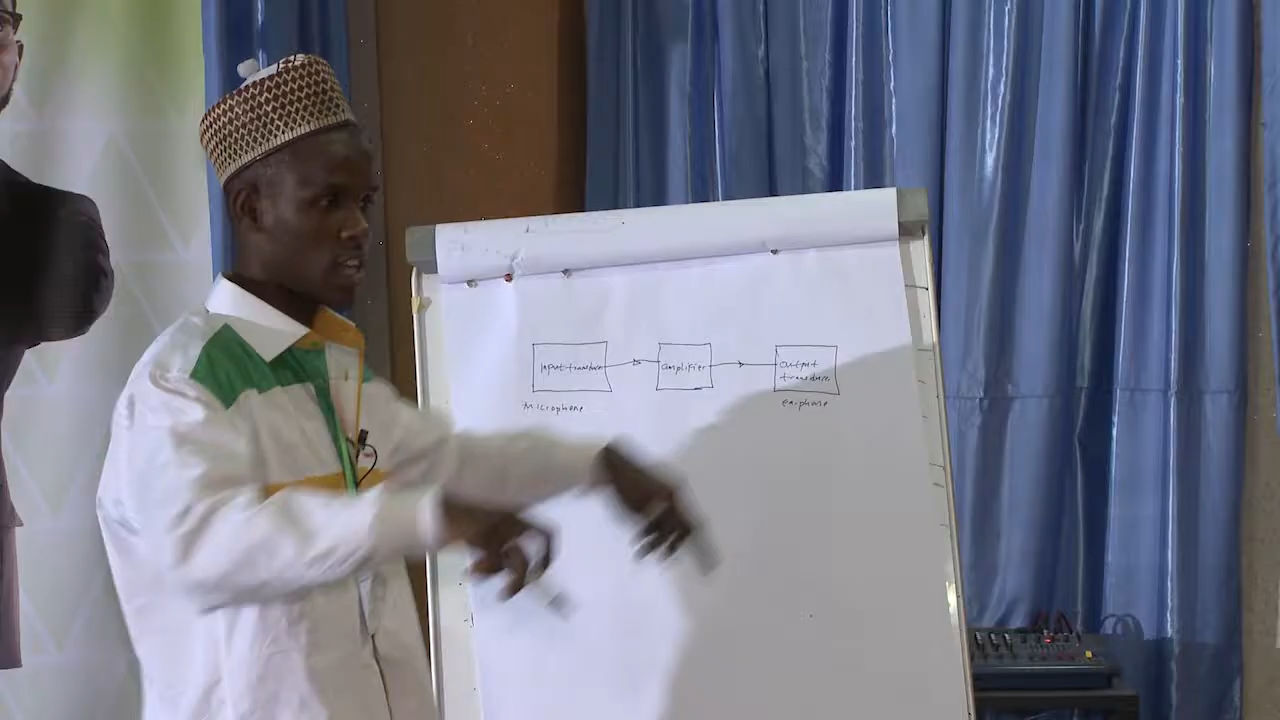 Input transducer
amplifier
output
transducer
Microphone
earphone